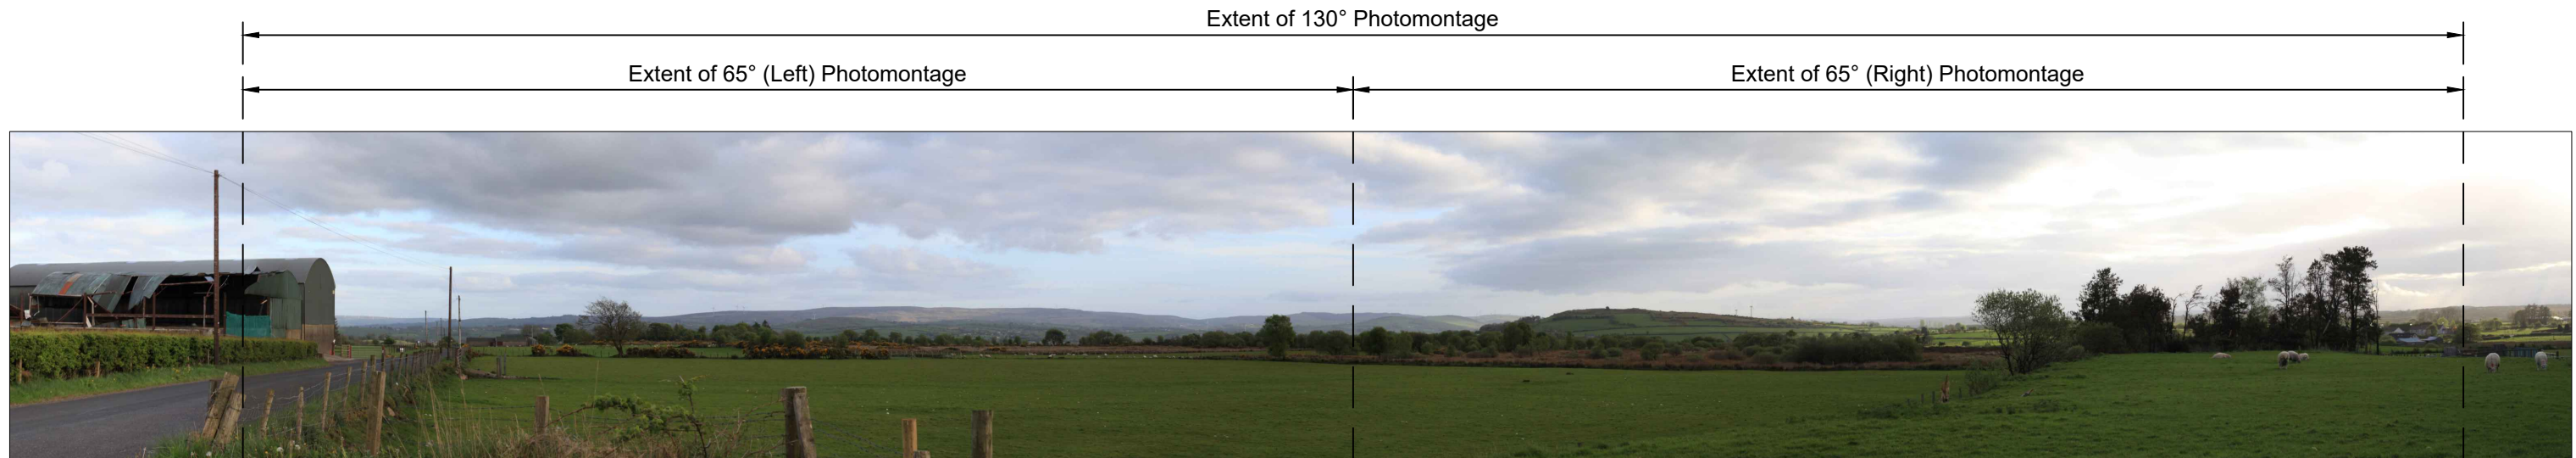 Extent of 130° Photomontage
Extent of 65° (Left) Photomontage
Extent of 65° (Right) Photomontage